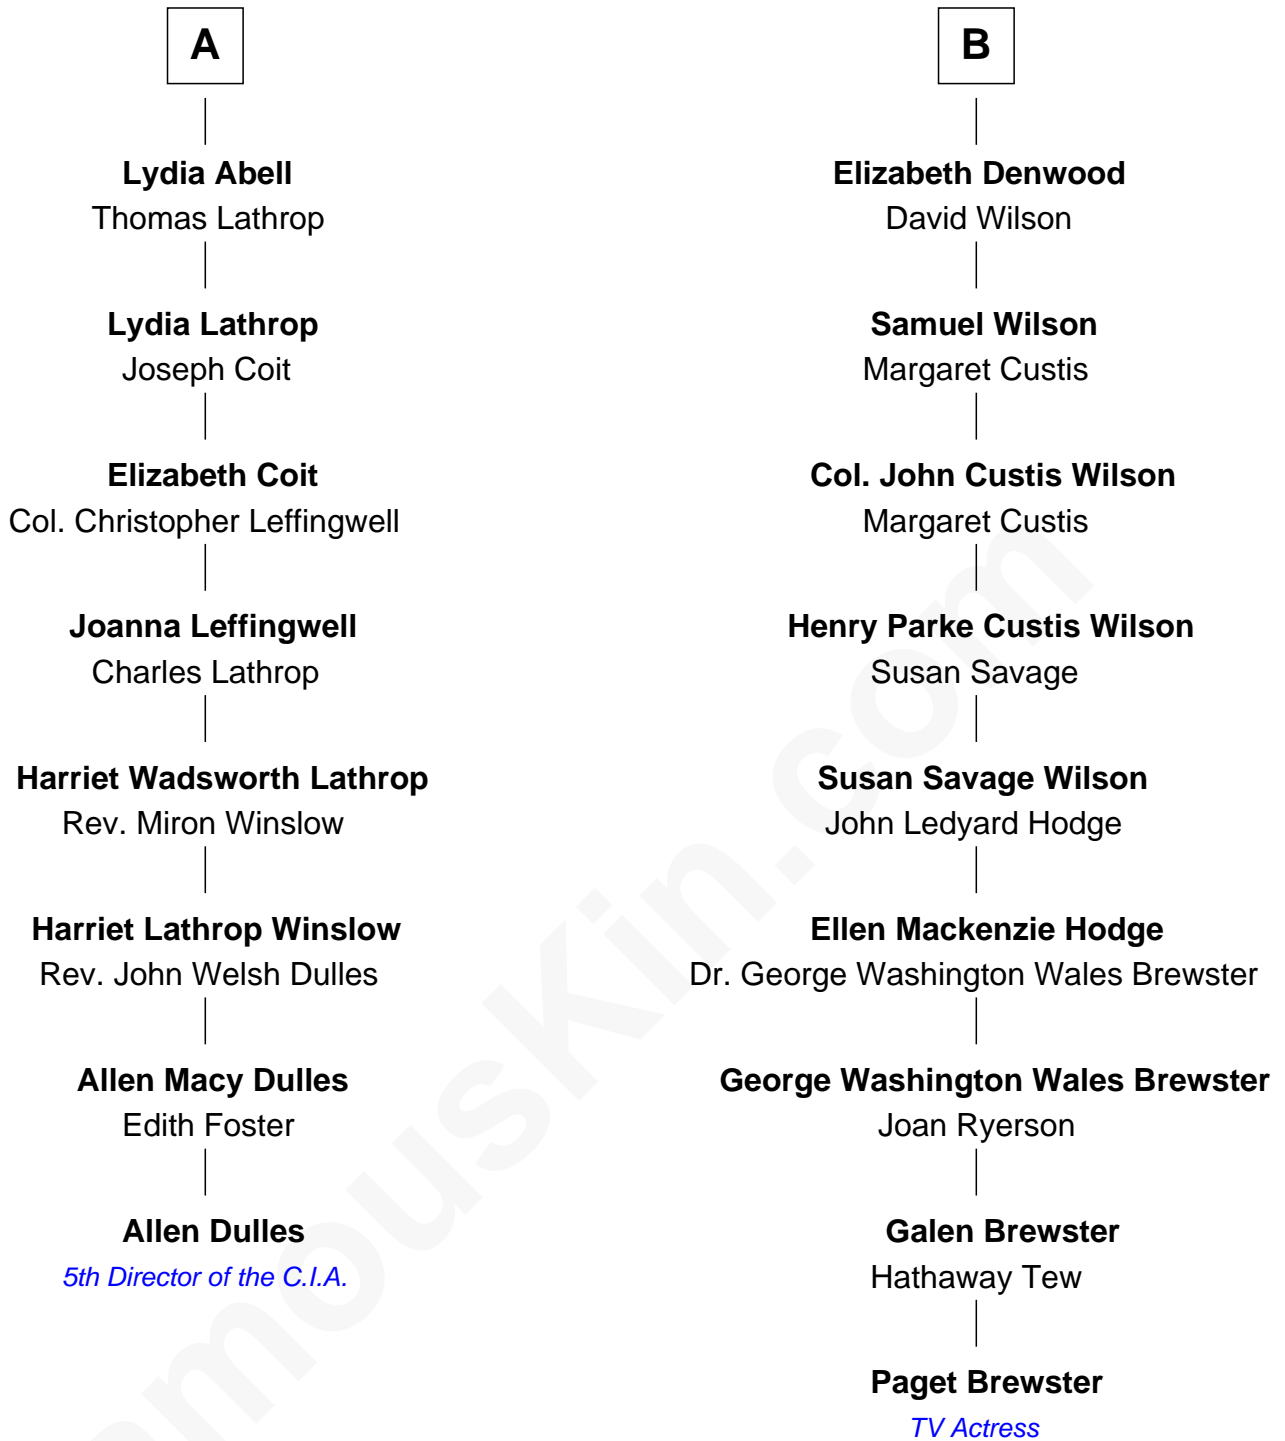 A
Lydia Abell
Thomas Lathrop
Lydia Lathrop
Joseph Coit
Elizabeth Coit
Col. Christopher Leffingwell
Joanna Leffingwell
Charles Lathrop
Harriet Wadsworth Lathrop
Rev. Miron Winslow
Harriet Lathrop Winslow
Rev. John Welsh Dulles
Allen Macy Dulles
Edith Foster
Allen Dulles
5th Director of the C.I.A.
B
Elizabeth Denwood
David Wilson
Samuel Wilson
Margaret Custis
Col. John Custis Wilson
Margaret Custis
Henry Parke Custis Wilson
Susan Savage
Susan Savage Wilson
John Ledyard Hodge
Ellen Mackenzie Hodge
Dr. George Washington Wales Brewster
George Washington Wales Brewster
Joan Ryerson
Galen Brewster
Hathaway Tew
Paget Brewster
TV Actress
amousKin.com